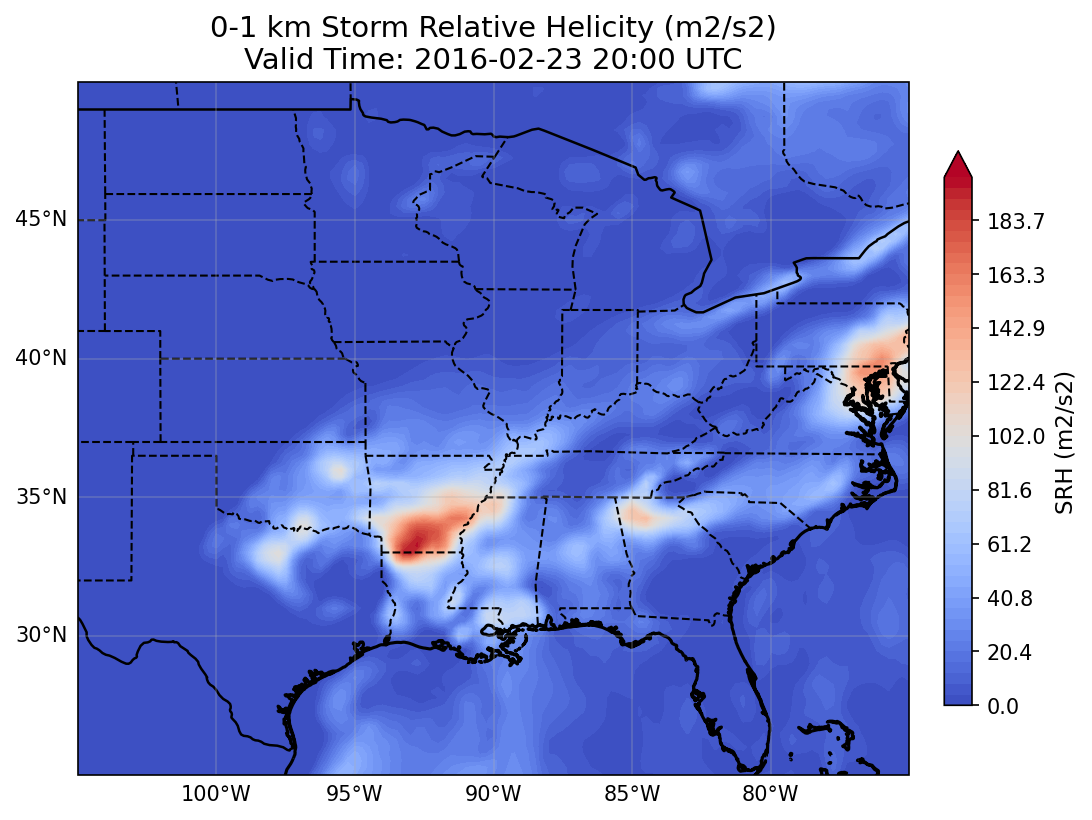 0-1 km Storm Relative Helicity (m2/s2)
Valid Time: 2016-02-23 20:00 UTC
45°N
40°N
35°N
30°N
100°W
95°W
90°W
85°W
80°W
183.7
163.3
142.9
122.4
102.0
81.6
61.2
40.8
20.4
0.0
SRH (m2/s2)